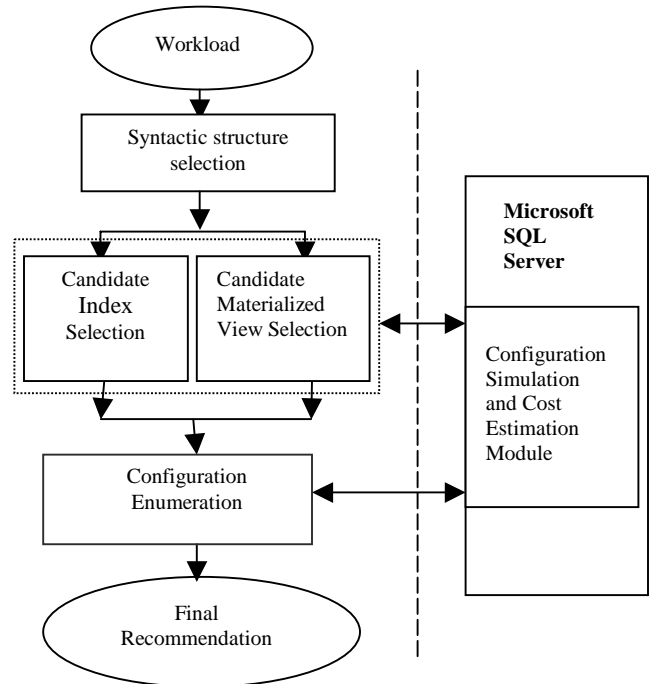 Workload
Syntactic structure
selection
Microsoft
SQL
Server
Candidate
Index
Selection
Candidate
Materialized
View Selection
Configuration
Simulation
and Cost
Estimation
Module
Configuration
Enumeration
Final
Recommendation